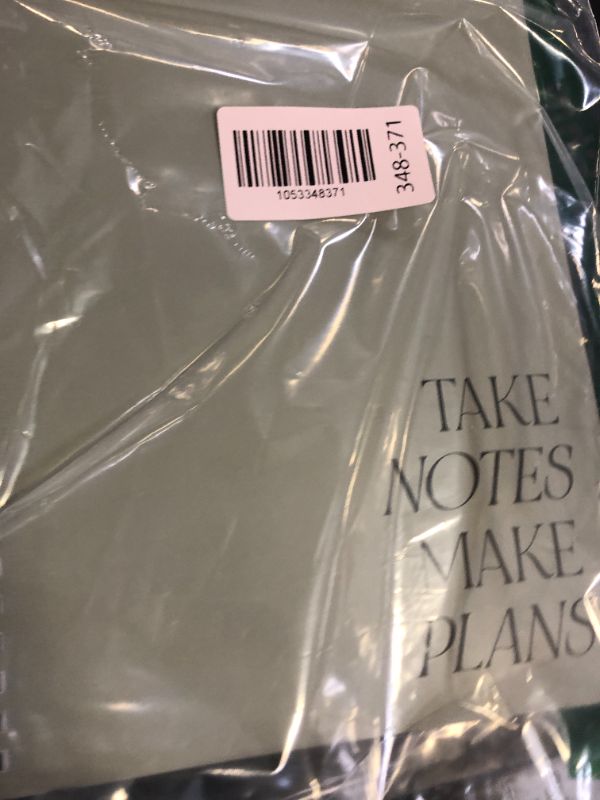 1053348371
348-371
TAKE
NOTES
MAKE
PLANS